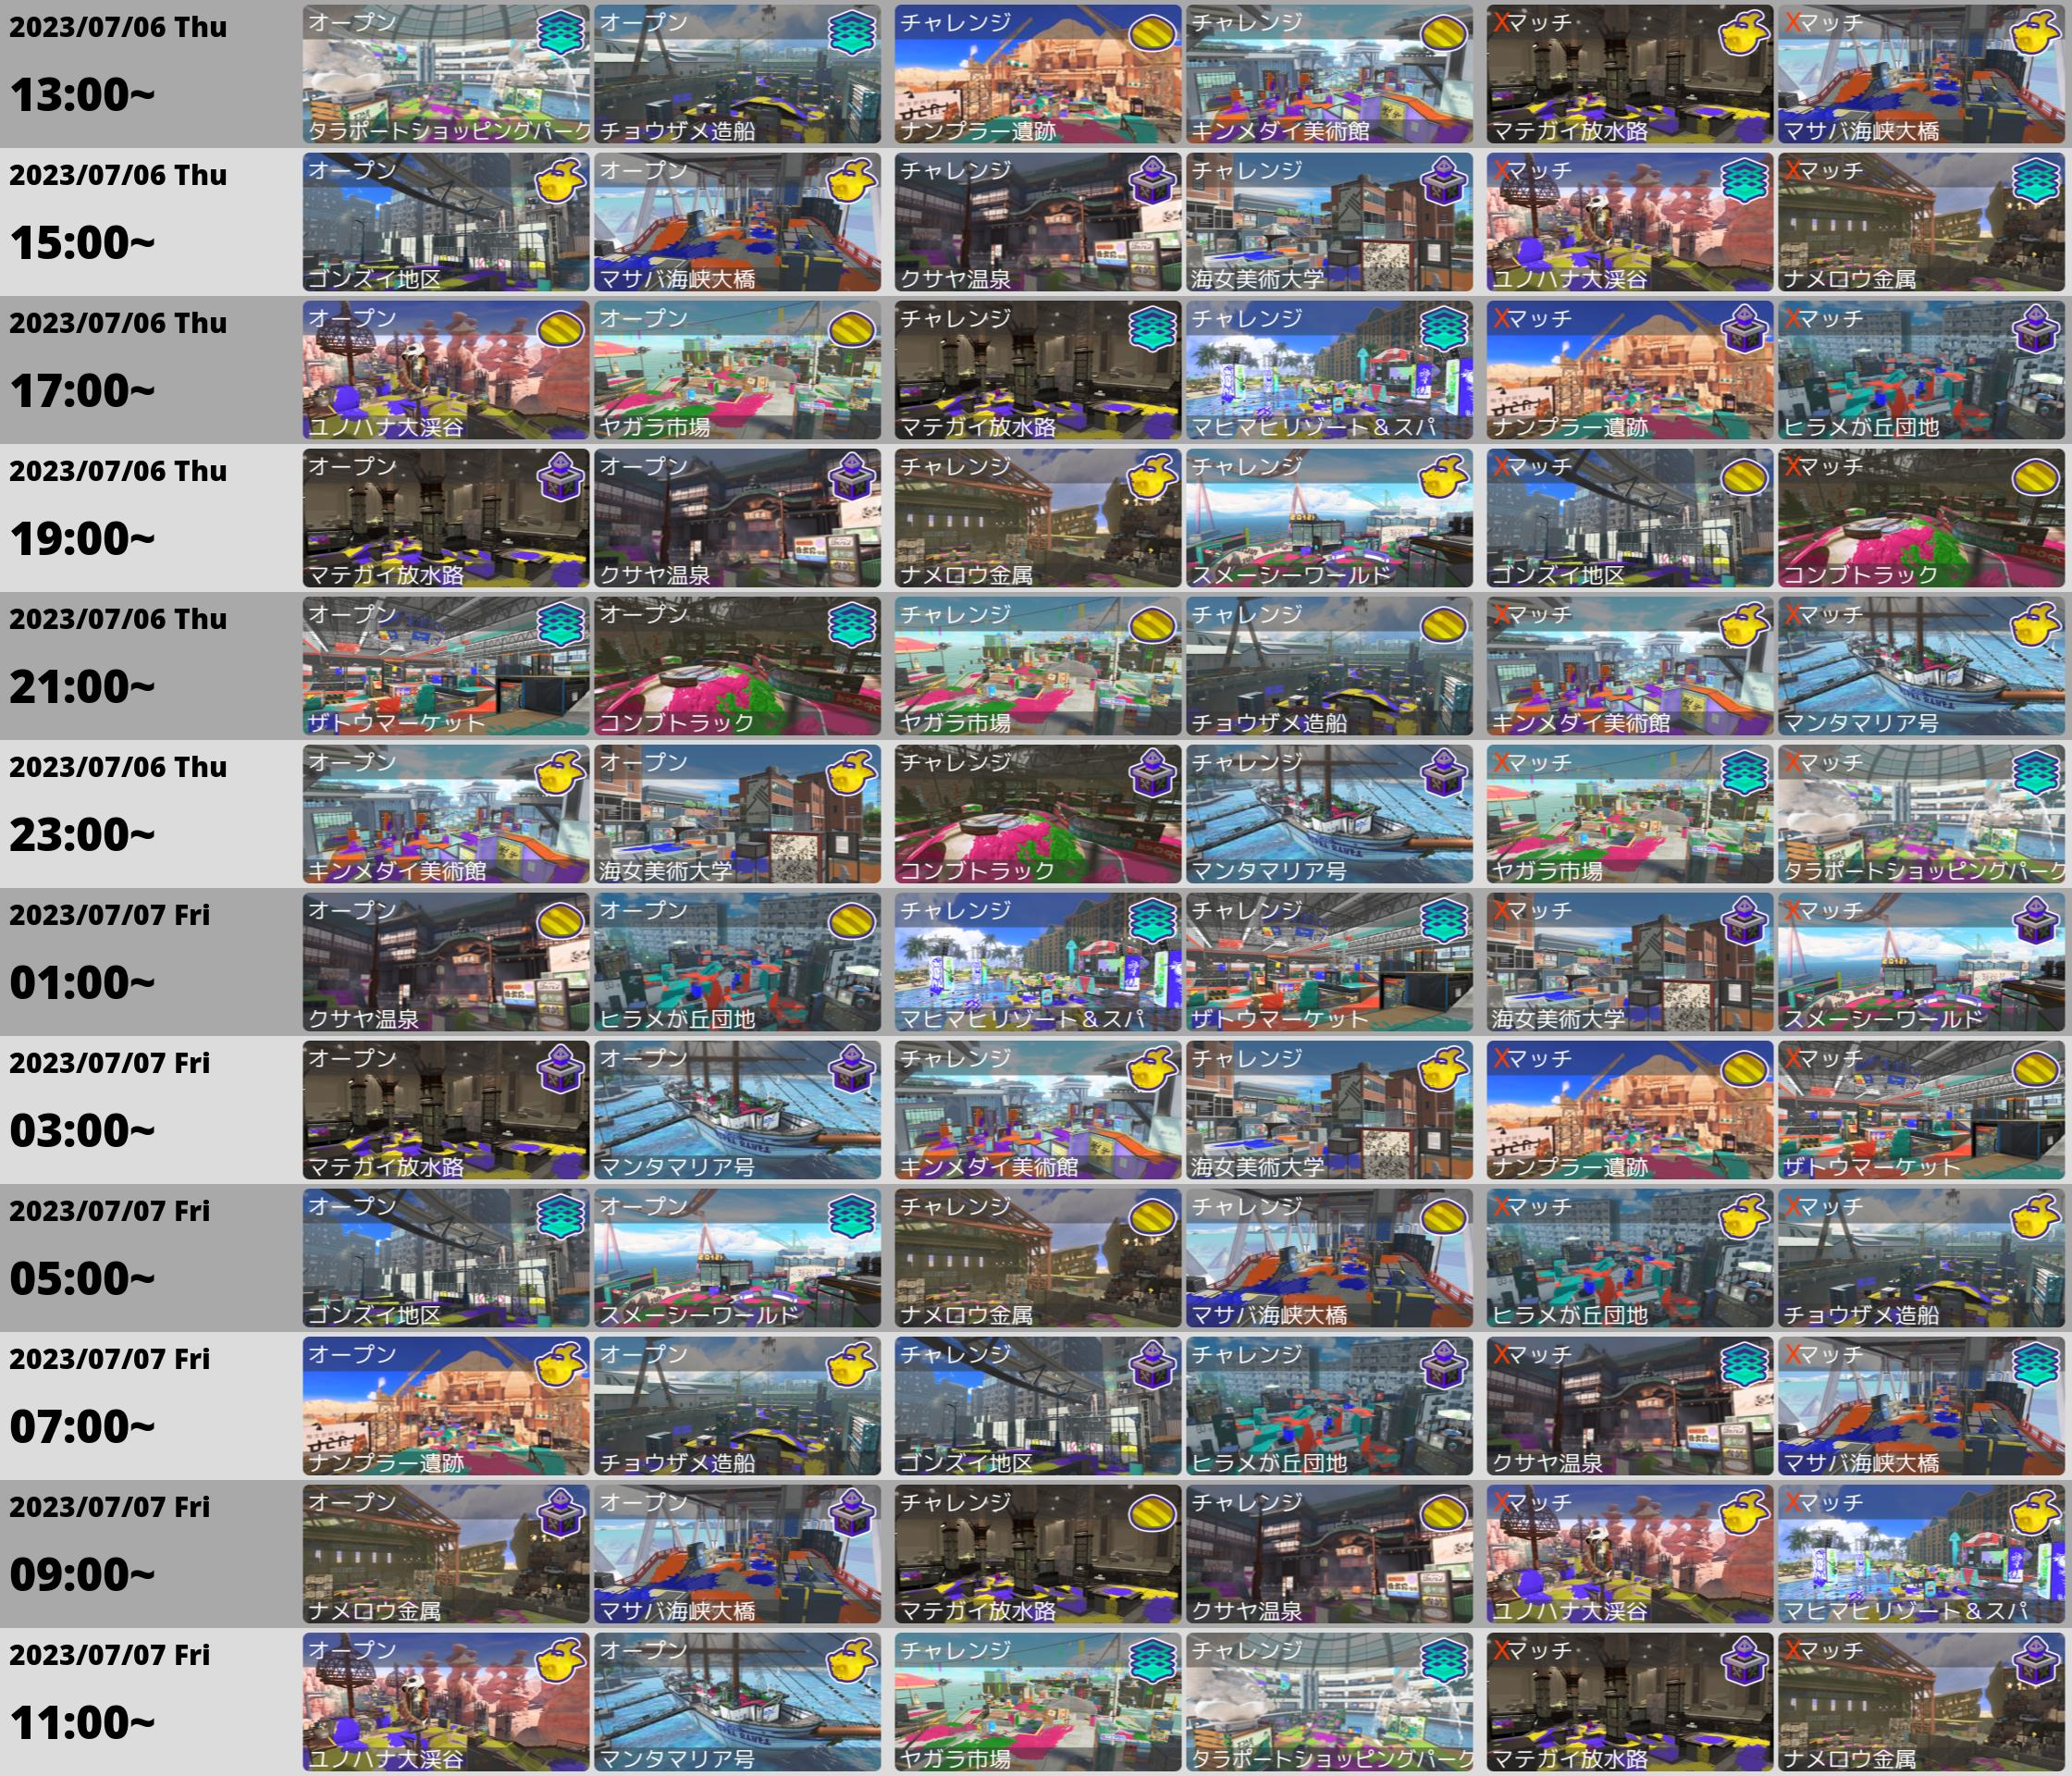 2023/07/06 Thu
13:00~
オープン
タラポートショッピングパーク
オープン
チョウザメ造船
チャレンジ
ナンプラー遺跡
チャレンジ
キンメダイ美術館
Xマッチ
マテガイ放水路
Xマッチ
マサバ海峡大橋
2023/07/06 Thu
15:00~
オープン
ゴンズイ地区
オープン
マサバ海峡大橋
チャレンジ
クサヤ温泉
チャレンジ
海女美術大学
Xマッチ
ユノハナ大渓谷
Xマッチ
ナメロウ金属
2023/07/06 Thu
17:00~
オープン
ユノハナ大渓谷
オープン
ヤガラ市場
チャレンジ
マテガイ放水路
チャレンジ
マヒマヒリゾート＆スパ
Xマッチ
ナンプラー遺跡
Xマッチ
ヒラメが丘団地
2023/07/06 Thu
19:00~
オープン
マテガイ放水路
オープン
クサヤ温泉
チャレンジ
ナメロウ金属
チャレンジ
スメーシーワールド
Xマッチ
ゴンズイ地区
Xマッチ
コンブトラック
2023/07/06 Thu
21:00~
オープン
ザトウマーケット
オープン
コンブトラック
チャレンジ
ヤガラ市場
チャレンジ
チョウザメ造船
Xマッチ
キンメダイ美術館
Xマッチ
マンタマリア号
2023/07/06 Thu
23:00~
オープン
キンメダイ美術館
オープン
海女美術大学
チャレンジ
コンブトラック
チャレンジ
マンタマリア号
Xマッチ
ヤガラ市場
Xマッチ
タラポートショッピングパーク
2023/07/07 Fri
01:00~
オープン
クサヤ温泉
オープン
ヒラメが丘団地
チャレンジ
マヒマヒリゾート＆スパ
チャレンジ
ザトウマーケット
Xマッチ
海女美術大学
Xマッチ
スメーシーワールド
2023/07/07 Fri
03:00~
オープン
マテガイ放水路
オープン
マンタマリア号
チャレンジ
キンメダイ美術館
チャレンジ
海女美術大学
Xマッチ
ナンプラー遺跡
Xマッチ
ザトウマーケット
2023/07/07 Fri
05:00~
オープン
ゴンズイ地区
オープン
スメーシーワールド
チャレンジ
ナメロウ金属
チャレンジ
マサバ海峡大橋
Xマッチ
ヒラメが丘団地
Xマッチ
チョウザメ造船
2023/07/07 Fri
07:00~
オープン
ナンプラー遺跡
オープン
チョウザメ造船
チャレンジ
ゴンズイ地区
チャレンジ
ヒラメが丘団地
Xマッチ
クサヤ温泉
Xマッチ
マサバ海峡大橋
2023/07/07 Fri
09:00~
オープン
ナメロウ金属
オープン
マサバ海峡大橋
チャレンジ
マテガイ放水路
チャレンジ
クサヤ温泉
Xマッチ
ユノハナ大渓谷
Xマッチ
マヒマヒリゾート＆スパ
2023/07/07 Fri
11:00~
オープン
ユノハナ大渓谷
オープン
マンタマリア号
チャレンジ
ヤガラ市場
チャレンジ
タラポートショッピングパーク
Xマッチ
マテガイ放水路
Xマッチ
ナメロウ金属